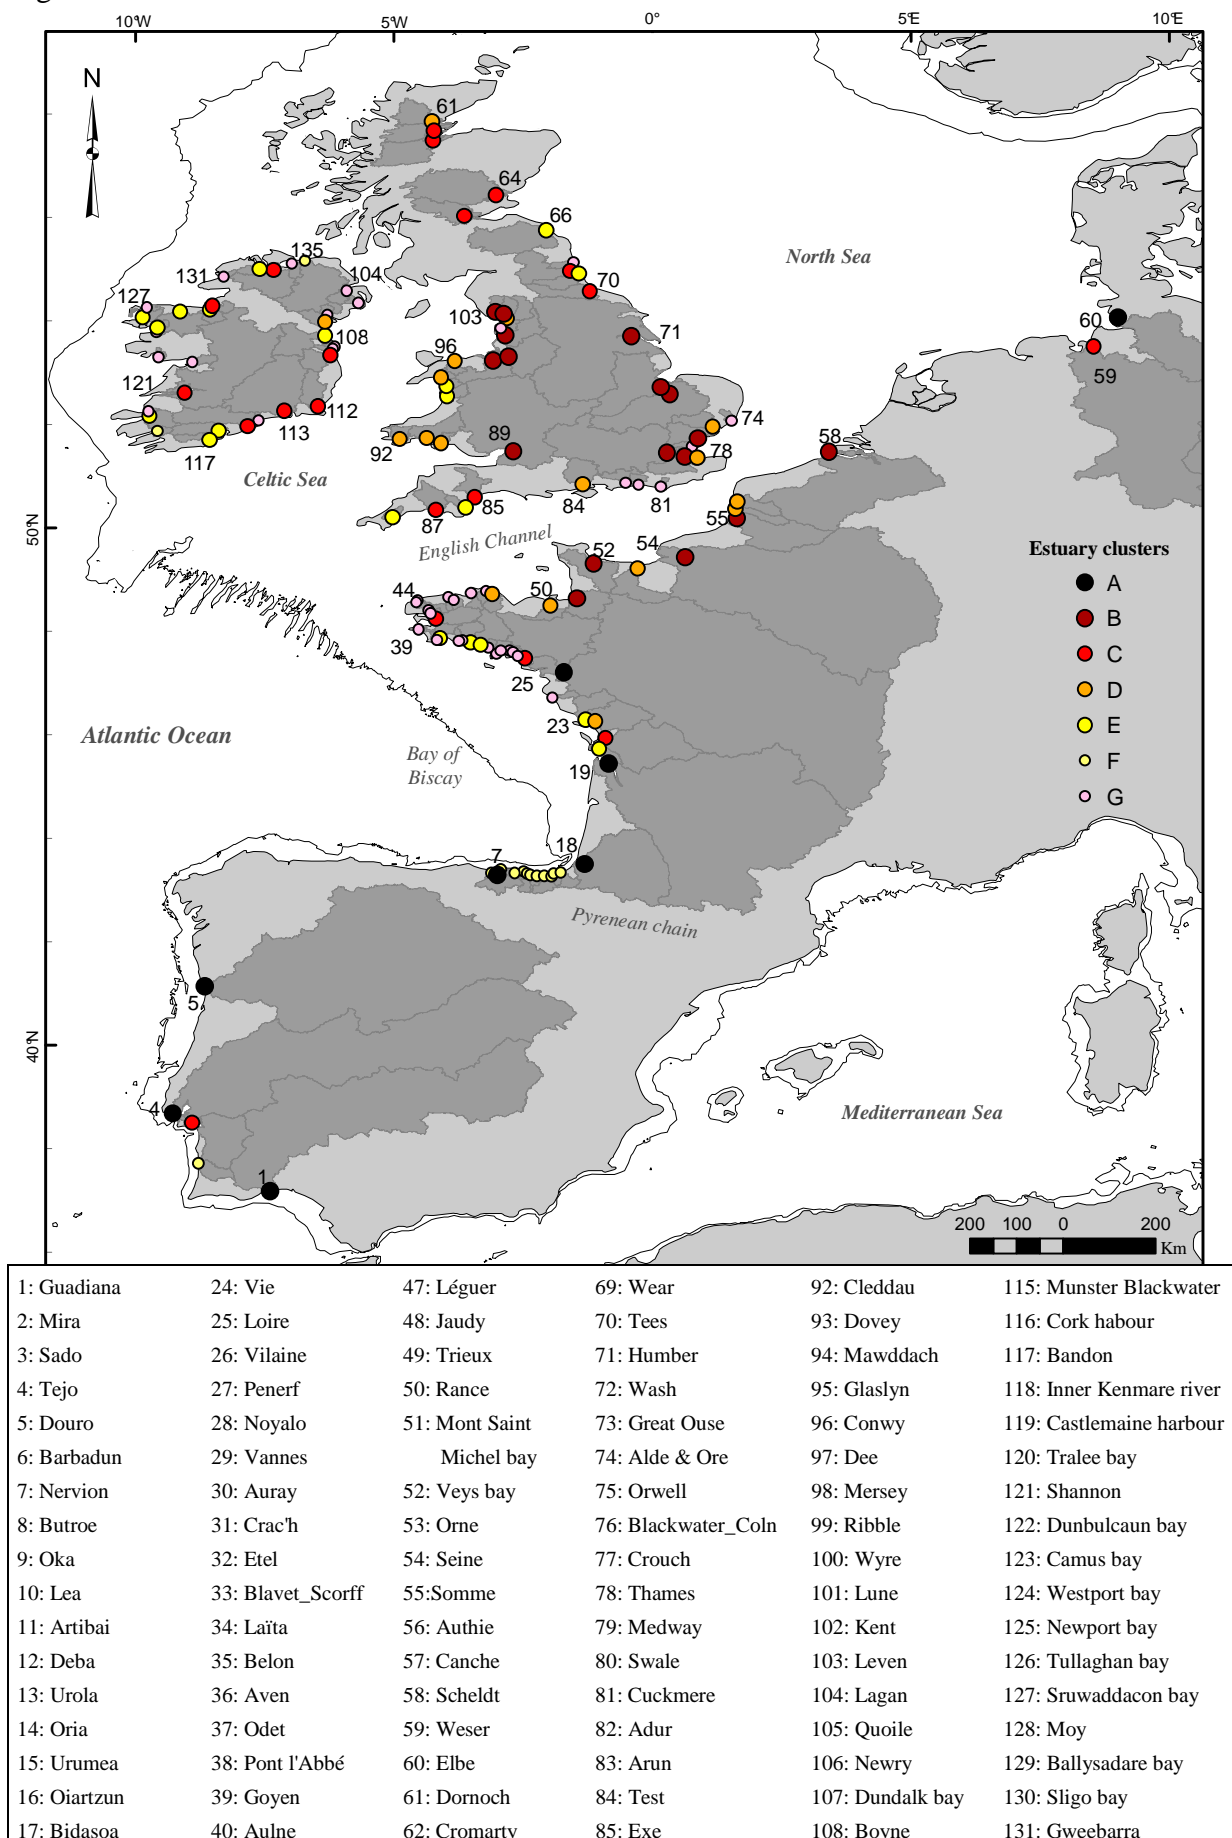 10°W 5°W 0° 5°E 10°E
N
61
64
66
North Sea
135
131
104
70
127
103
71
60
108
96
59
121
112
74
89
58
113
92
78
117
Celtic Sea
84
81
85
87
50°N
55
English Channel
52
54
Estuary clusters
44
50
A
B
39
C
25
D
23
E
Atlantic Ocean
Bay of
Biscay
F
19
G
18
7
Pyrenean chain
5
40°N
4
Mediterranean Sea
1
200 100 0 200
Km
1: Guadiana 24: Vie 47: Léguer 69: Wear 92: Cleddau 115: Munster Blackwater
2: Mira 25: Loire 48: Jaudy 70: Tees 93: Dovey 116: Cork habour
3: Sado 26: Vilaine 49: Trieux 71: Humber 94: Mawddach 117: Bandon
4: Tejo 27: Penerf 50: Rance 72: Wash 95: Glaslyn 118: Inner Kenmare river
5: Douro 28: Noyalo 51: Mont Saint 73: Great Ouse 96: Conwy 119: Castlemaine harbour
6: Barbadun 29: Vannes Michel bay 74: Alde & Ore 97: Dee 120: Tralee bay
7: Nervion 30: Auray 52: Veys bay 75: Orwell 98: Mersey 121: Shannon
8: Butroe 31: Crac'h 53: Orne 76: Blackwater_Coln 99: Ribble 122: Dunbulcaun bay
9: Oka 32: Etel 54: Seine 77: Crouch 100: Wyre 123: Camus bay
10: Lea 33: Blavet_Scorff 55:Somme 78: Thames 101: Lune 124: Westport bay
11: Artibai 34: Laïta 56: Authie 79: Medway 102: Kent 125: Newport bay
12: Deba 35: Belon 57: Canche 80: Swale 103: Leven 126: Tullaghan bay
13: Urola 36: Aven 58: Scheldt 81: Cuckmere 104: Lagan 127: Sruwaddacon bay
14: Oria 37: Odet 59: Weser 82: Adur 105: Quoile 128: Moy
15: Urumea 38: Pont l'Abbé 60: Elbe 83: Arun 106: Newry 129: Ballysadare bay
16: Oiartzun 39: Goyen 61: Dornoch 84: Test 107: Dundalk bay 130: Sligo bay
17: Bidasoa 40: Aulne 62: Cromarty 85: Exe 108: Boyne 131: Gweebarra